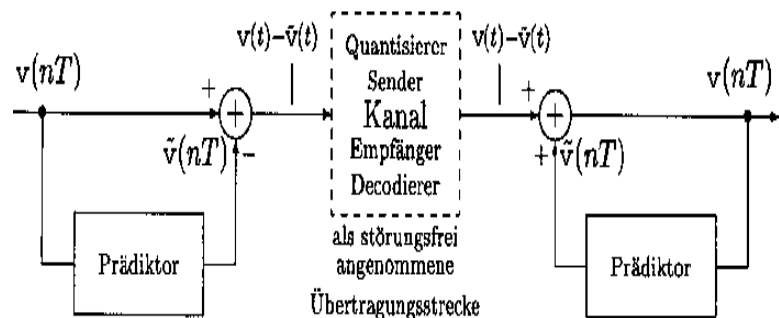 v(nT)
+
+
ṽ(nT)
−
Prädiktor
v(t)−ṽ(t)
Quantisierer
Sender
Kanal
Empfänger
Decodierer
als störungsfrei
angenommene
Übertragungsstrecke
v(t)−ṽ(t)
+
+
+
ṽ(nT)
v(nT)
Prädiktor